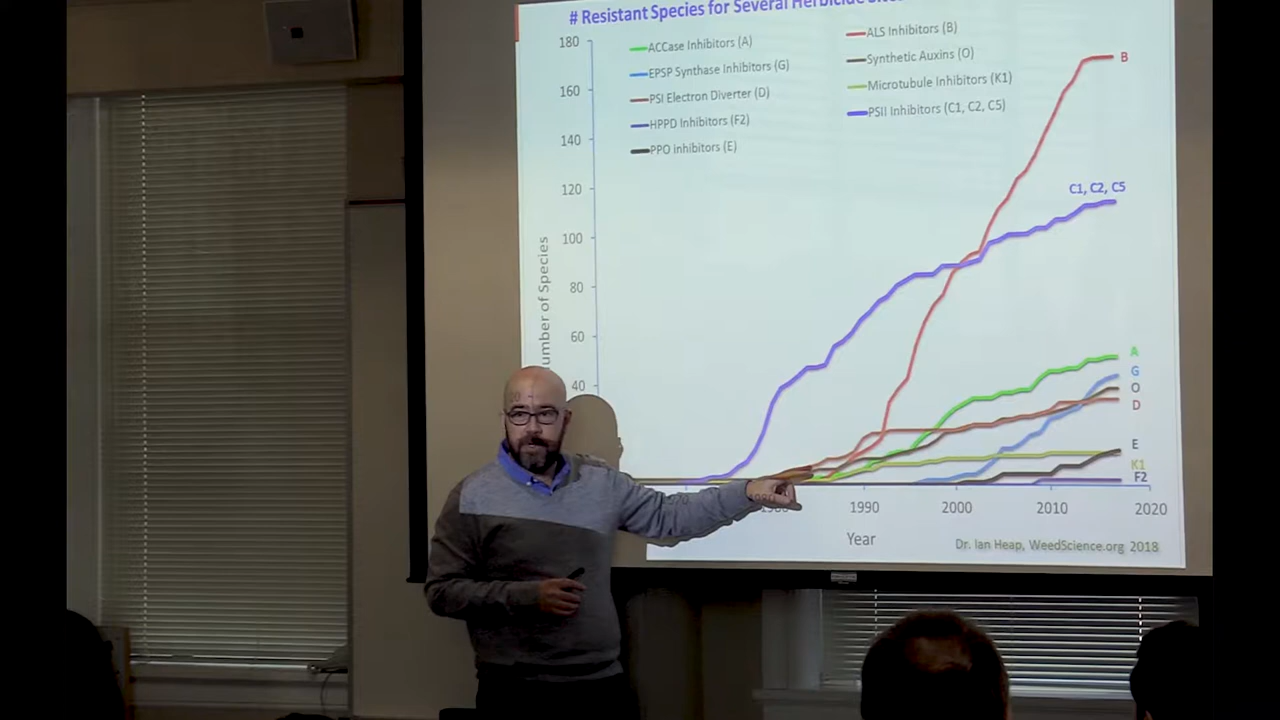 # Resistant Species for Several Herbicide
ACCase Inhibitors (A)
ALS Inhibitors (B)
EPSP Synthase Inhibitors (G)
Synthetic Auxins (O)
PSI Electron Diverter (D)
Microtubule Inhibitors (K1)
HPPD Inhibitors (F2)
PSII Inhibitors (C1, C2, C5)
PPO Inhibitors (E)
180
160
140
120
100
80
60
40
umber of Species
B
C1, C2, C5
A
G
O
D
E
K1
F2
1990
2000
2010
2020
Year
Dr. Ian Heap, WeedScience.org 2018